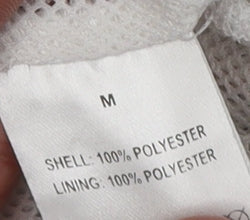 M
SHELL: 100% POLYESTER
LINING: 100% POLYESTER